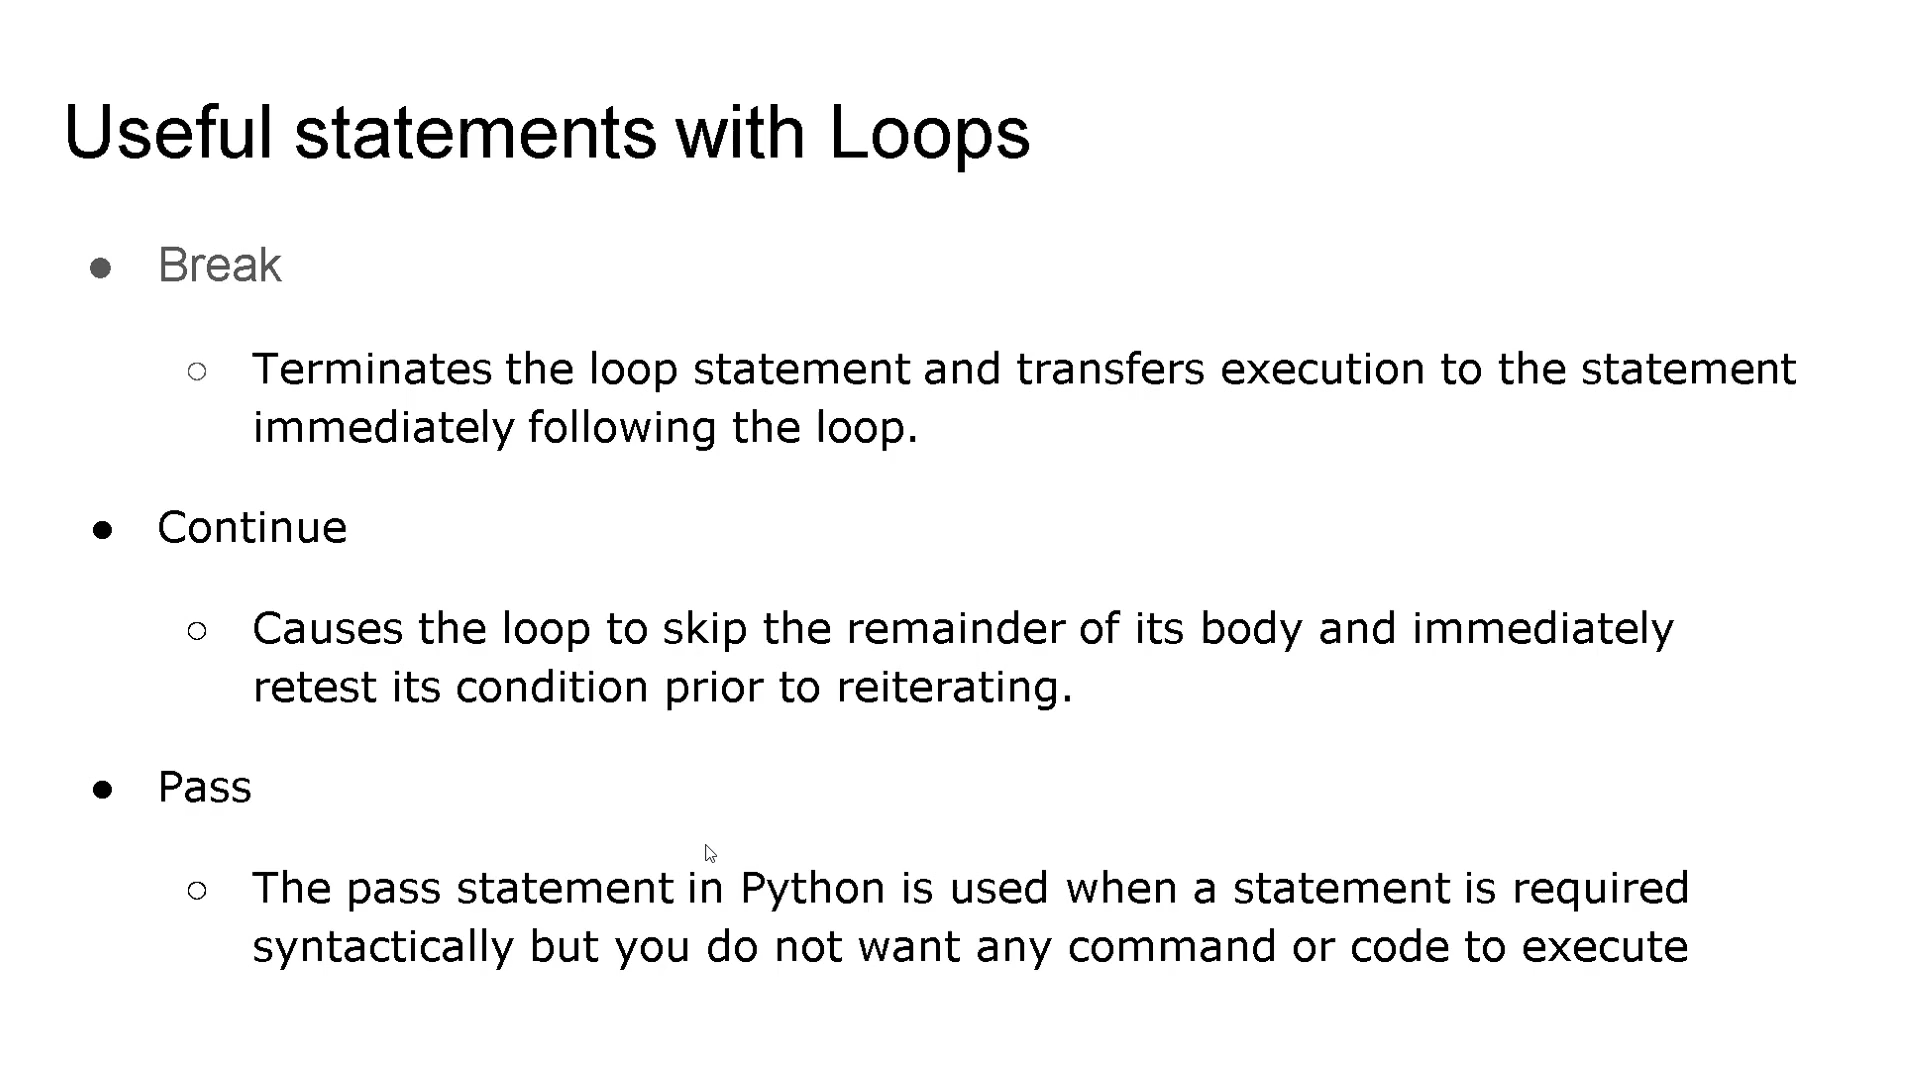 Useful statements with Loops
● Break
○ Terminates the loop statement and transfers execution to the statement
immediately following the loop.
● Continue
○ Causes the loop to skip the remainder of its body and immediately
retest its condition prior to reiterating.
● Pass
○ The pass statement in Python is used when a statement is required
syntactically but you do not want any command or code to execute